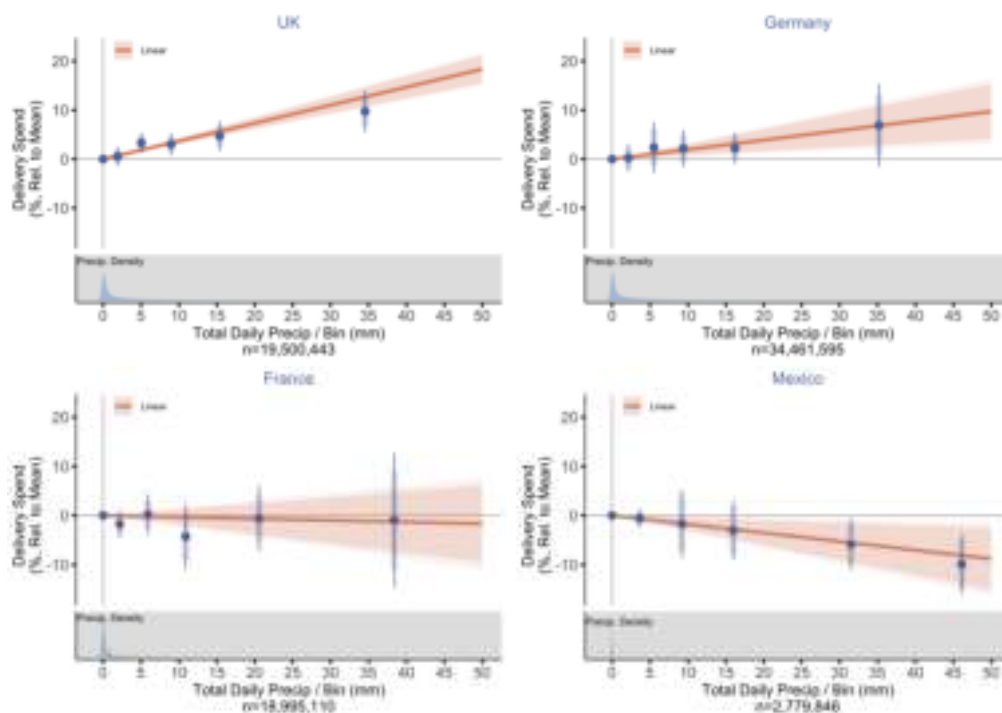 UK
Linear
Delivery Spend
(%, Rel. to Mean)
20
10
0
-10
Precip. Density
0 5 10 15 20 25 30 35 40 45 50
Total Daily Precip / Bin (mm)
n=19,500,443
Germany
Linear
Delivery Spend
(%, Rel. to Mean)
20
10
0
-10
Precip. Density
0 5 10 15 20 25 30 35 40 45 50
Total Daily Precip / Bin (mm)
n=34,461,595
France
Linear
Delivery Spend
(%, Rel. to Mean)
20
10
0
-10
Precip. Density
0 5 10 15 20 25 30 35 40 45 50
Total Daily Precip / Bin (mm)
n=18,995,110
Mexico
Linear
Delivery Spend
(%, Rel. to Mean)
20
10
0
-10
Precip. Density
0 5 10 15 20 25 30 35 40 45 50
Total Daily Precip / Bin (mm)
n=2,779,846